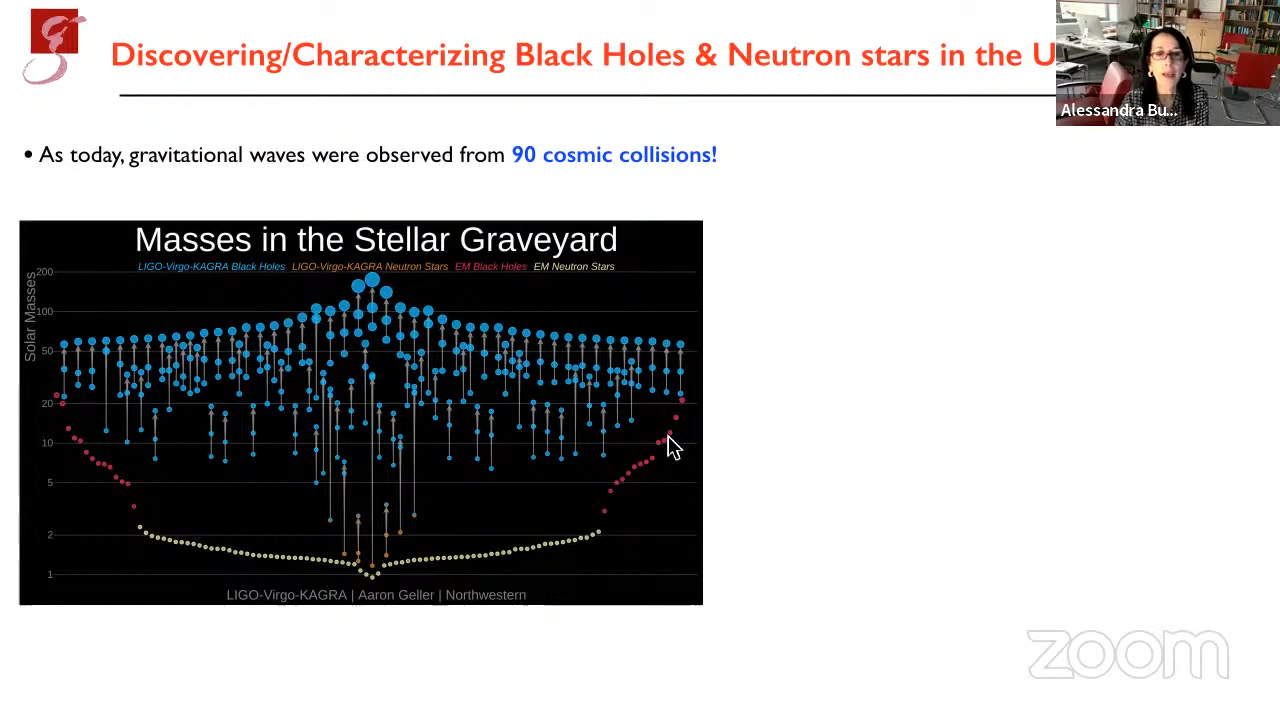 Discovering/Characterizing Black Holes & Neutron stars in the U
Alessandra Bu...
• As today, gravitational waves were observed from 90 cosmic collisions!
Masses in the Stellar Graveyard
LIGO-Virgo-KAGRA Black Holes LIGO-Virgo-KAGRA Neutron Stars EM Black Holes EM Neutron Stars
Solar Masses
200
100
50
20
10
5
2
1
LIGO-Virgo-KAGRA | Aaron Geller | Northwestern
zoom